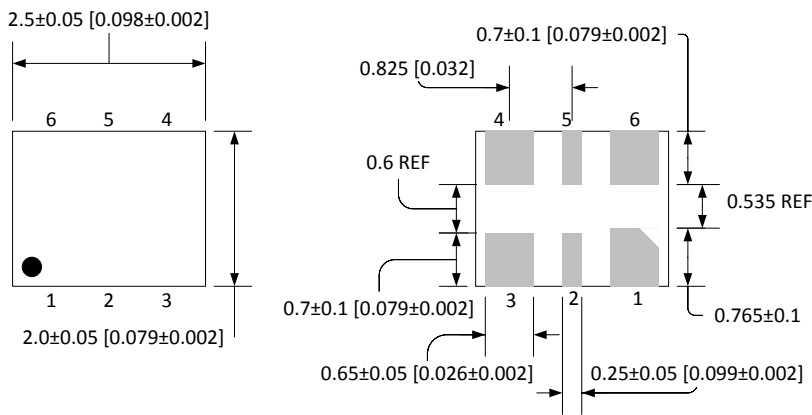 2.5±0.05 [0.098±0.002]
0.7±0.1 [0.079±0.002]
0.825 [0.032]
6 5 4
4 5 6
0.6 REF
0.535 REF
1 2 3
3 2 1
0.7±0.1 [0.079±0.002]
0.765±0.1
2.0±0.05 [0.079±0.002]
0.65±0.05 [0.026±0.002]
0.25±0.05 [0.099±0.002]